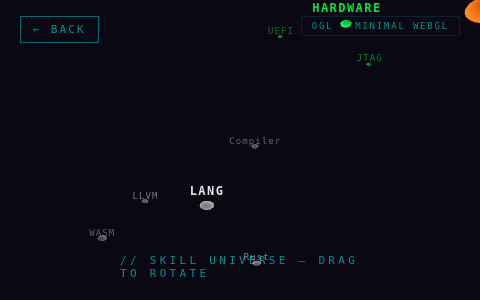 HARDWARE
← BACK
OGL MINIMAL WEBGL
UEFI
JTAG
Compiler
LANG
LLVM
WASM
Rust
// SKILL UNIVERSE — DRAG
TO ROTATE